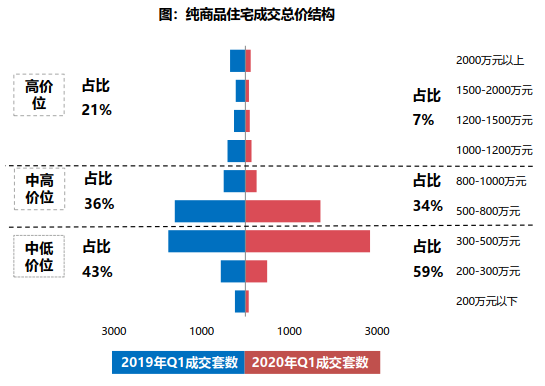 图：纯商品住宅成交总价结构
高价
位
占比
21%
占比
7%
2000万元以上
1500-2000万元
1200-1500万元
1000-1200万元
中高
价位
占比
36%
占比
34%
800-1000万元
500-800万元
中低
价位
占比
43%
占比
59%
300-500万元
200-300万元
200万元以下
3000 1000 1000 3000
2019年Q1成交套数 2020年Q1成交套数